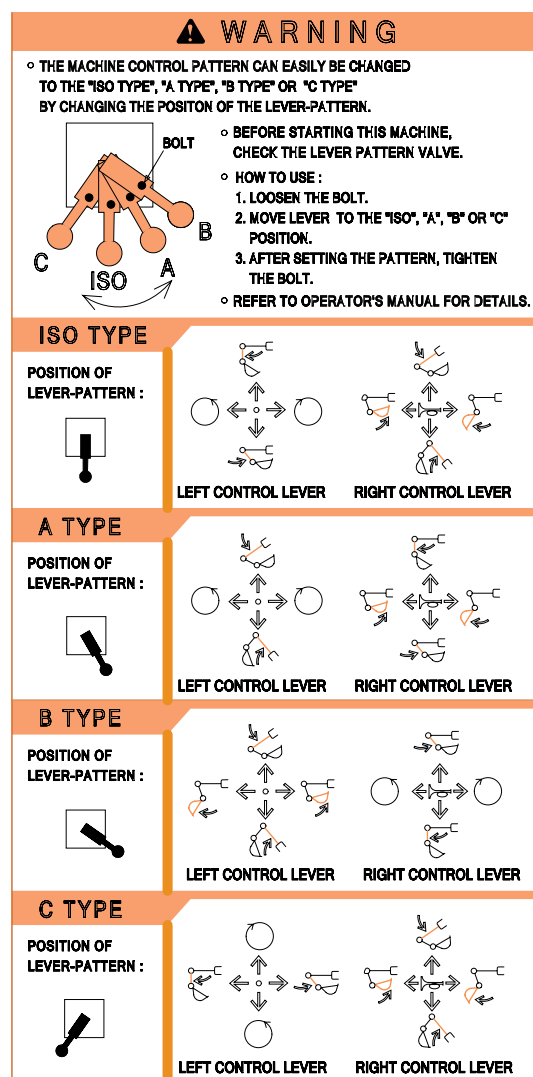 WARNING
THE MACHINE CONTROL PATTERN CAN EASILY BE CHANGED
TO THE "ISO TYPE", "A TYPE", "B TYPE" OR "C TYPE"
BY CHANGING THE POSITON OF THE LEVER-PATTERN.
BOLT
B
A
ISO
C
BEFORE STARTING THIS MACHINE,
CHECK THE LEVER PATTERN VALVE.
HOW TO USE :
1. LOOSEN THE BOLT.
2. MOVE LEVER TO THE "ISO", "A", "B" OR "C"
POSITION.
3. AFTER SETTING THE PATTERN, TIGHTEN
THE BOLT.
REFER TO OPERATOR'S MANUAL FOR DETAILS.
ISO TYPE
POSITION OF
LEVER-PATTERN :
LEFT CONTROL LEVER
RIGHT CONTROL LEVER
A TYPE
POSITION OF
LEVER-PATTERN :
LEFT CONTROL LEVER
RIGHT CONTROL LEVER
B TYPE
POSITION OF
LEVER-PATTERN :
LEFT CONTROL LEVER
RIGHT CONTROL LEVER
C TYPE
POSITION OF
LEVER-PATTERN :
LEFT CONTROL LEVER
RIGHT CONTROL LEVER